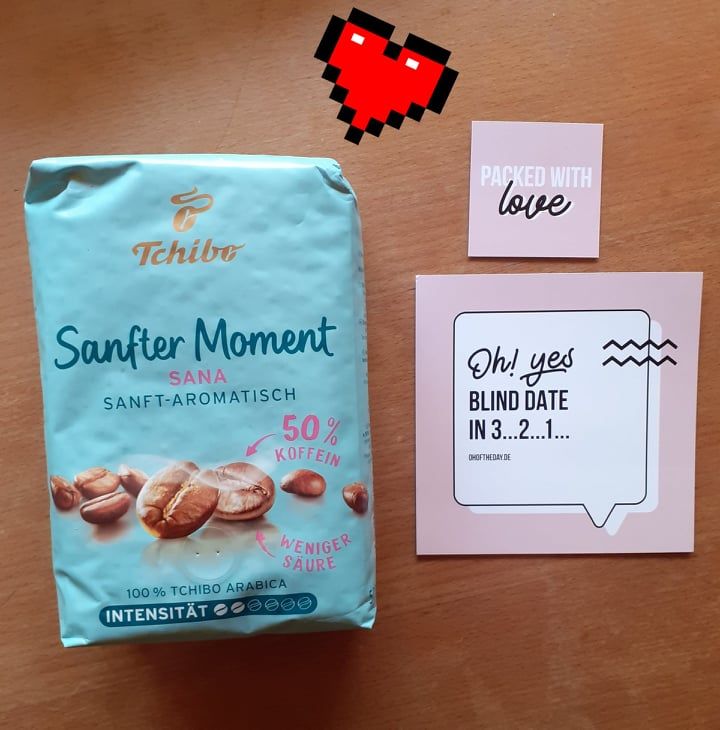 Tchibo
Sanfter Moment
SANA
SANFT-AROMATISCH
50%
KOFFEIN
WENIGER
SÄURE
100% TCHIBO ARABICA
INTENSITÄT
PACKED WITH
love
Oh! yes
BLIND DATE
IN 3...2...1...
OHOFTHEDAY.DE